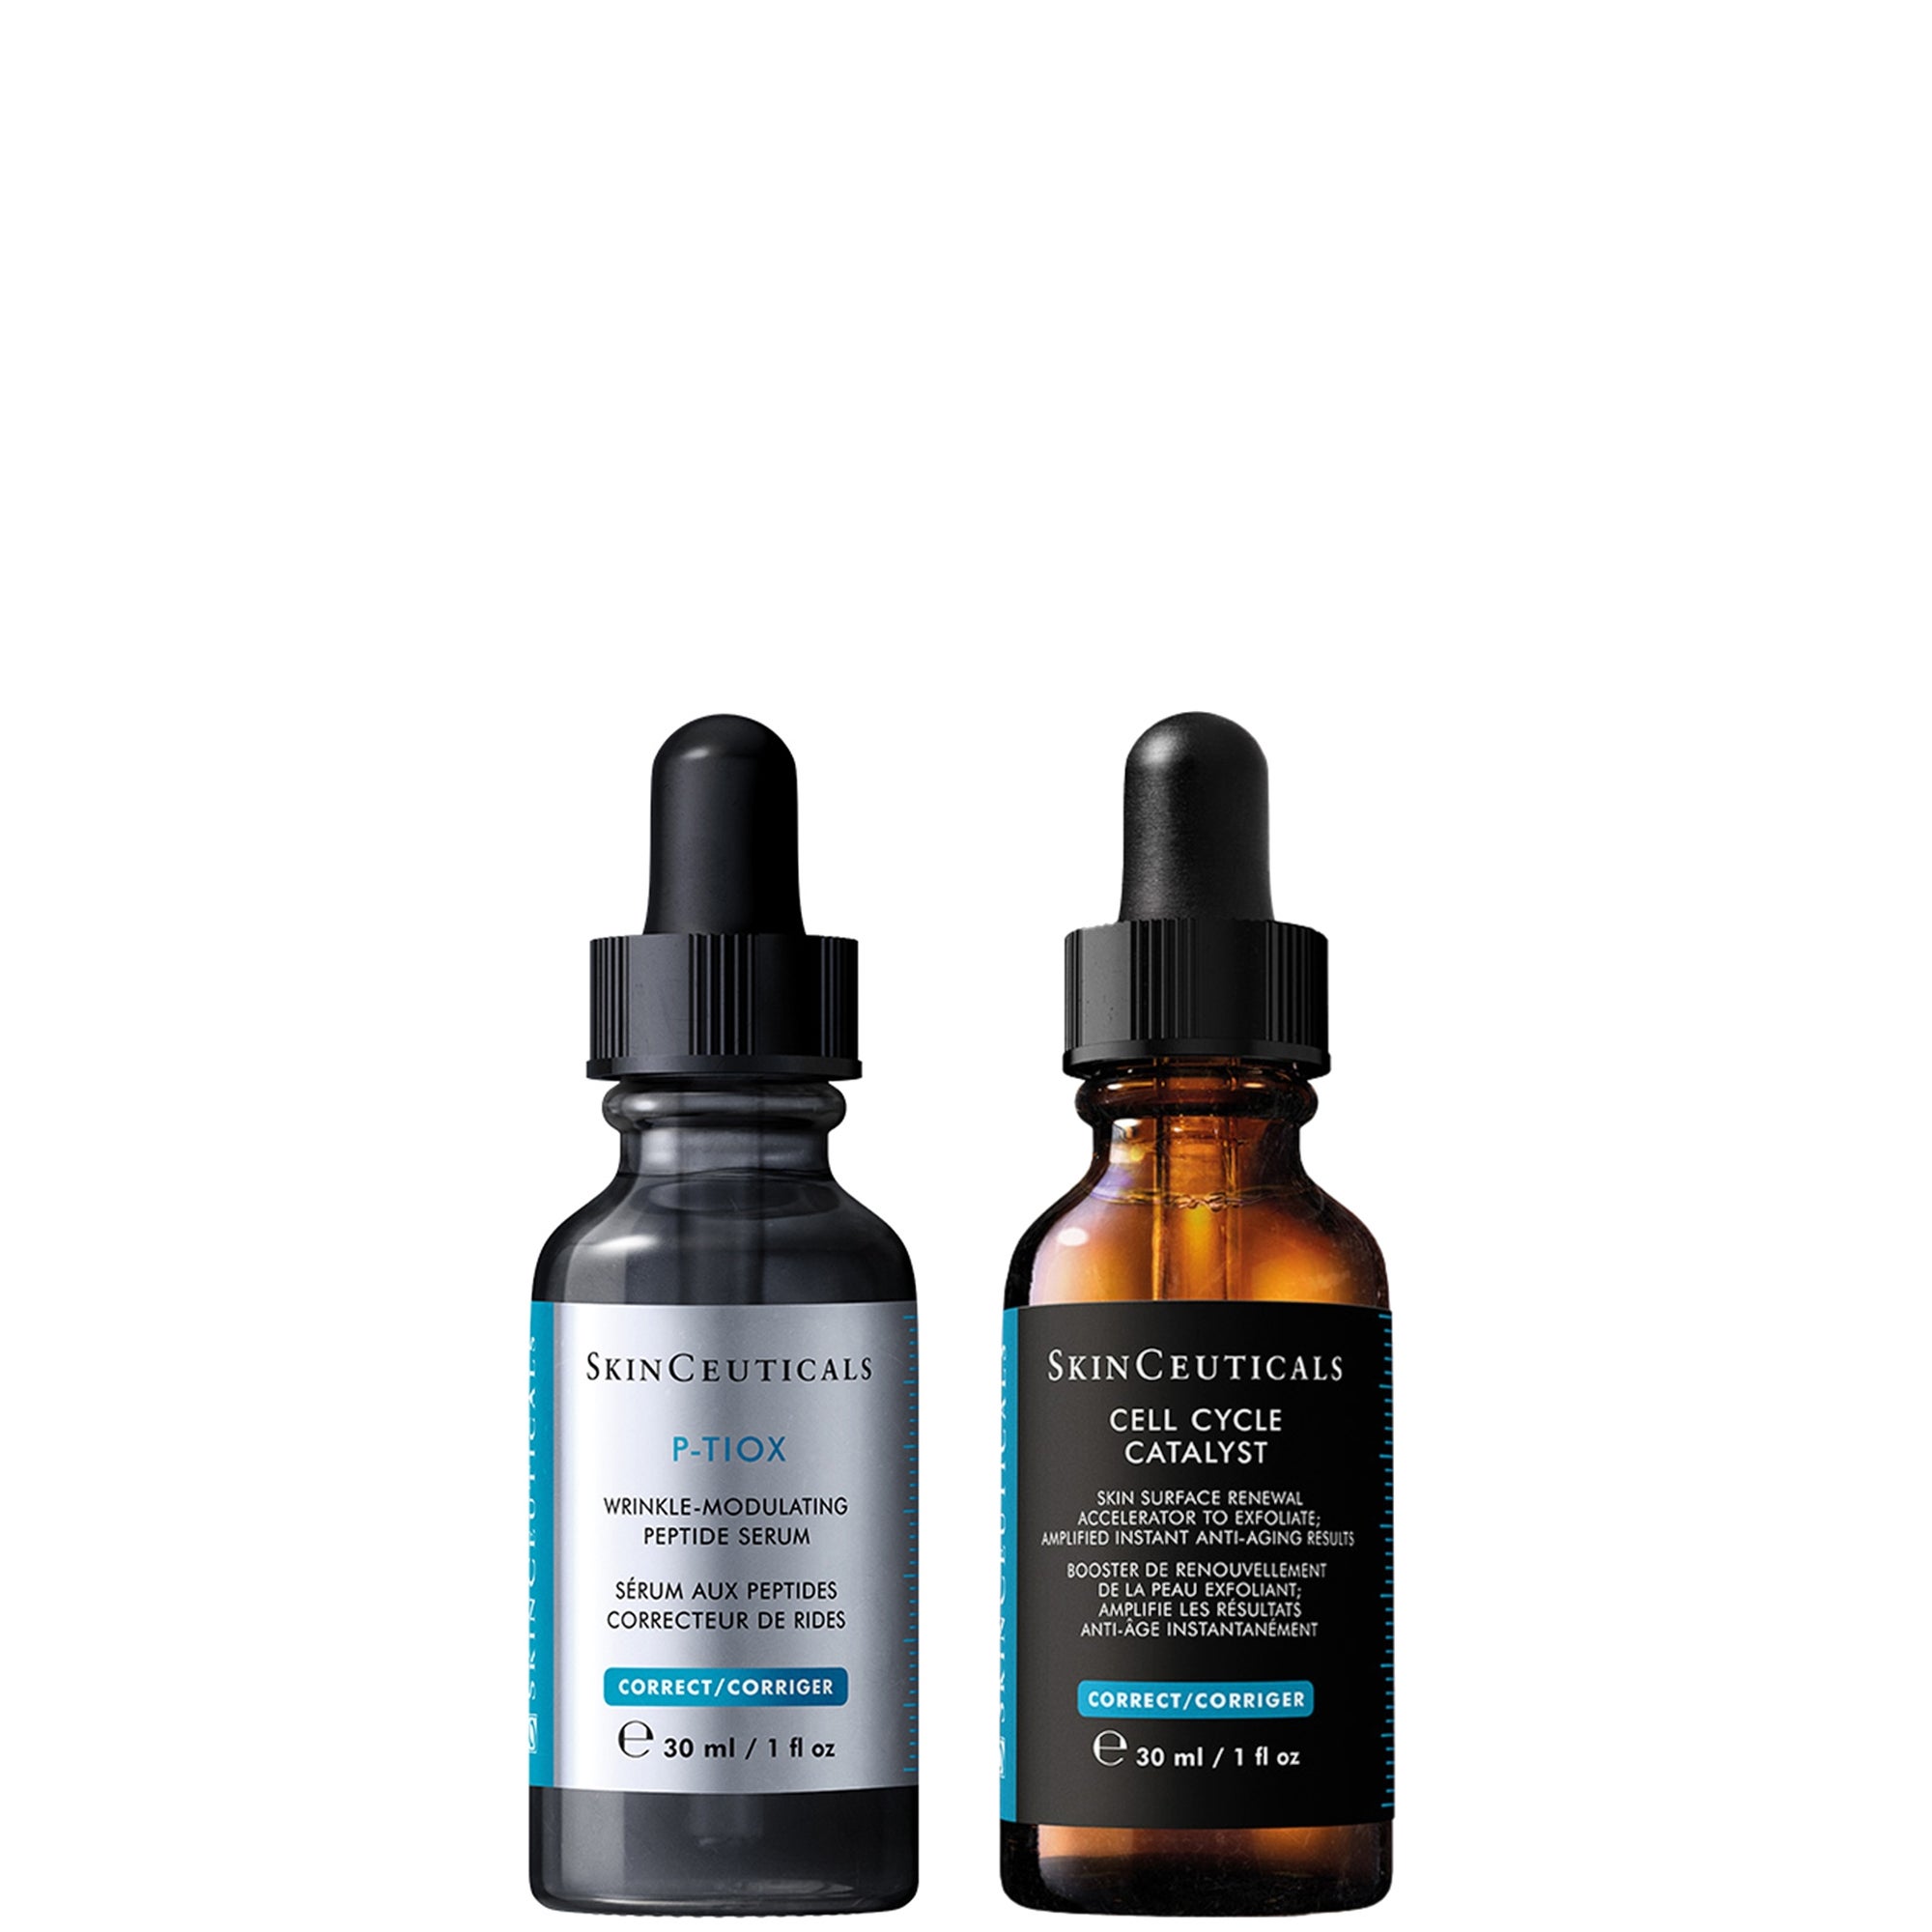 SKINCEUTICALS
P-TIOX
WRINKLE-MODULATING
PEPTIDE SERUM
SÉRUM AUX PEPTIDES
CORRECTEUR DE RIDES
CORRECT/CORRIGER
℮ 30 ml / 1 fl oz
SKINCEUTICALS
SKINCEUTICALS
CELL CYCLE
CATALYST
SKIN SURFACE RENEWAL
ACCELERATOR TO EXFOLIATE;
AMPLIFIED INSTANT ANTI-AGING RESULTS
BOOSTER DE RENOUVELLEMENT
DE LA PEAU EXFOLIANT;
AMPLIFIE LES RÉSULTATS
ANTI-ÂGE INSTANTANÉMENT
CORRECT/CORRIGER
℮ 30 ml / 1 fl oz
SKINCEUTICALS